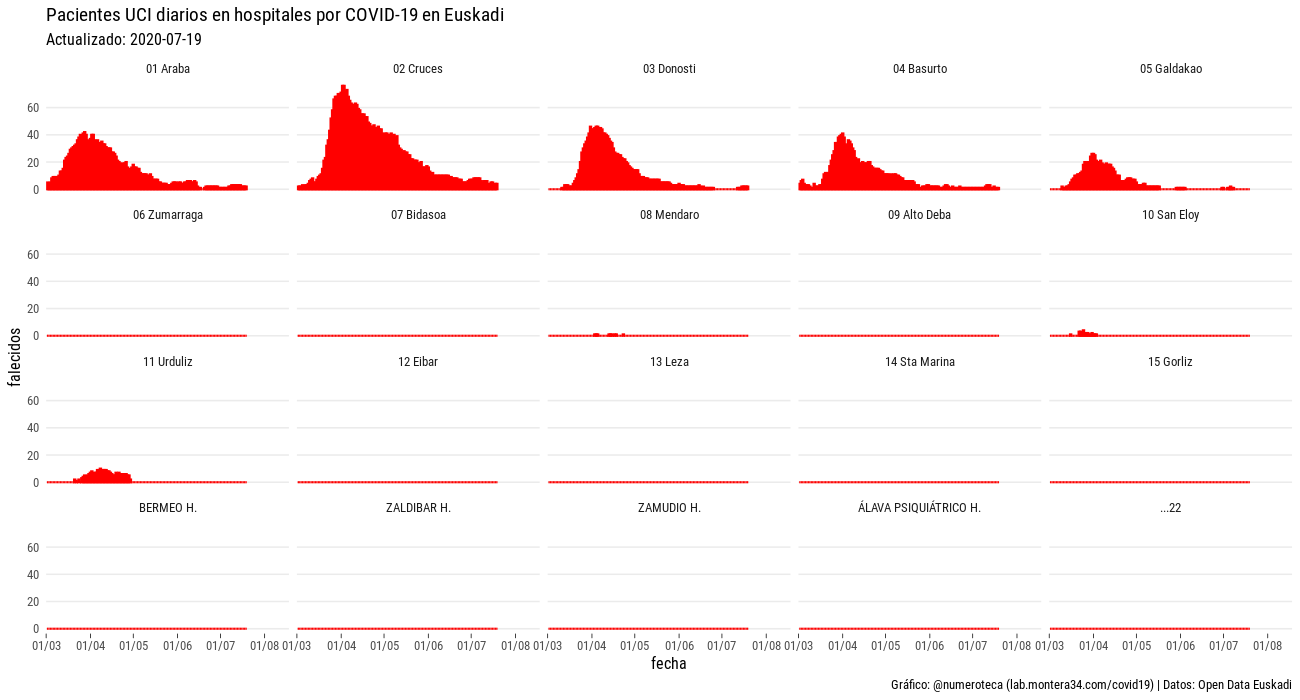 Pacientes UCI diarios en hospitales por COVID-19 en Euskadi
Actualizado: 2020-07-19
01 Araba 02 Cruces 03 Donosti 04 Basurto 05 Galdakao
60
40
20
0
06 Zumarraga 07 Bidasoa 08 Mendaro 09 Alto Deba 10 San Eloy
60
40
20
0
falecidos
11 Urduliz 12 Eibar 13 Leza 14 Sta Marina 15 Gorliz
60
40
20
0
BERMEO H. ZALDIBAR H. ZAMUDIO H. ÁLAVA PSIQUIÁTRICO H. ...22
60
40
20
0
01/03 01/04 01/05 01/06 01/07 01/08 01/03 01/04 01/05 01/06 01/07 01/08 01/03 01/04 01/05 01/06 01/07 01/08 01/03 01/04 01/05 01/06 01/07 01/08 01/03 01/04 01/05 01/06 01/07 01/08
fecha
Gráfico: @numeroteca (lab.montera34.com/covid19) | Datos: Open Data Euskadi